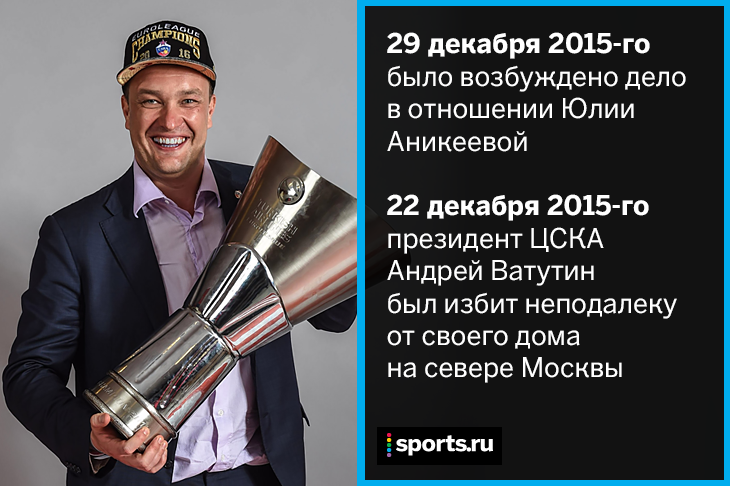 EUROLEAGUE
CHAMPIONS
2016
29 декабря 2015-го
было возбуждено дело
в отношении Юлии
Аникеевой
22 декабря 2015-го
президент ЦСКА
Андрей Ватутин
был избит неподалеку
от своего дома
на севере Москвы
sports.ru